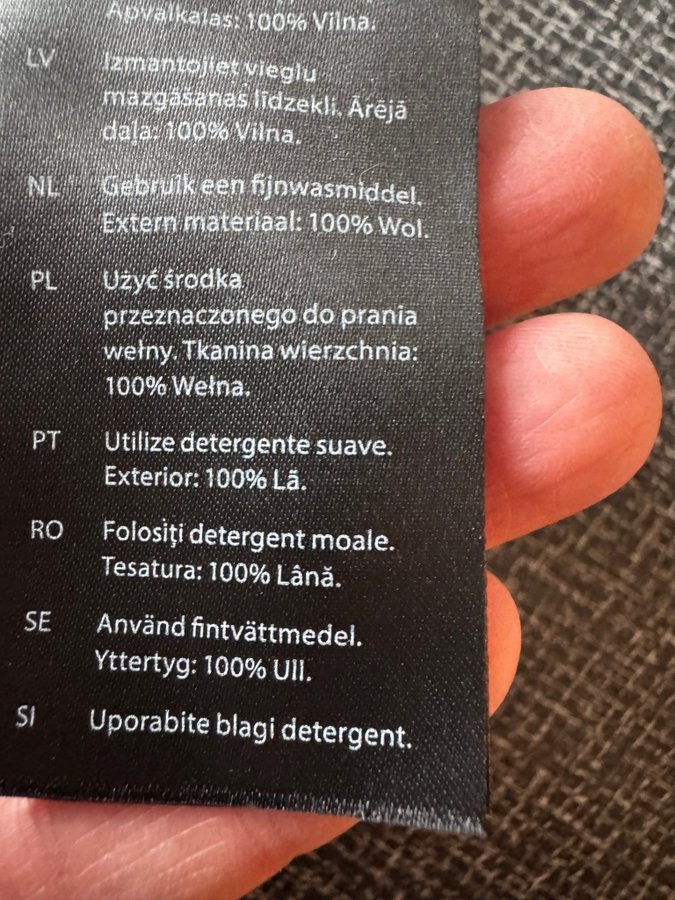 Apvalkalas: 100% Vilna.
LV Izmantojiet vieglu
mazgāšanas līdzekli. Ārējā
daļa: 100% Vilna.
NL Gebruik een fijnwasmiddel.
Extern materiaal: 100% Wol.
PL Użyć środka
przeznaczonego do prania
wełny. Tkanina wierzchnia:
100% Wełna.
PT Utilize detergente suave.
Exterior: 100% Lã.
RO Folosiți detergent moale.
Tesatura: 100% Lână.
SE Använd fintvättmedel.
Yttertyg: 100% Ull.
SI Uporabite blagi detergent.